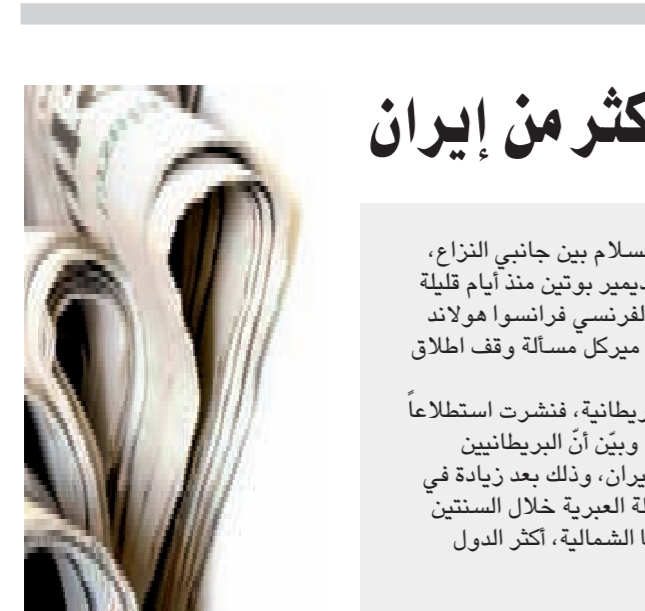 كثر من إيران
سلام بين جانبي النزاع،
ديمير بوتين منذ أيام قليلة
لفرنسي فرانسوا هولاند
ميركل مسألة وقف اطلاق
ريطانية، فنشرت استطلاعاً
وبيّن أنّ البريطانيين
يران، وذلك بعد زيادة في
لة العبرية خلال السنتين
ا الشمالية، أكثر الدول